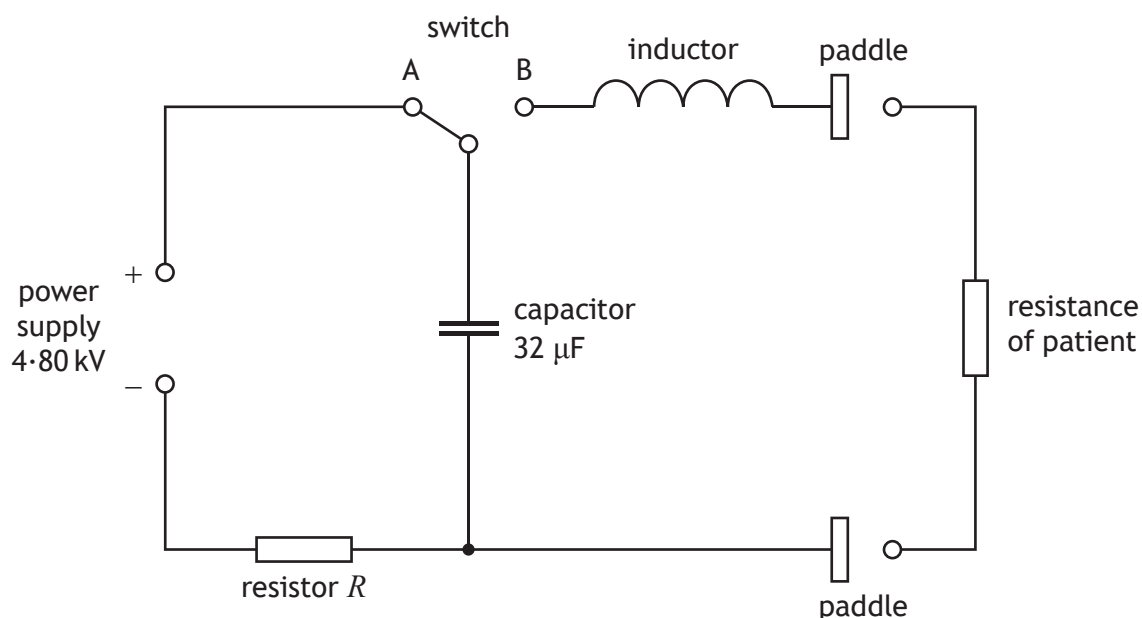 switch
A
B
inductor
paddle
+
power
supply
4·80 kV
–
capacitor
32 μF
resistance
of patient
resistor R
paddle